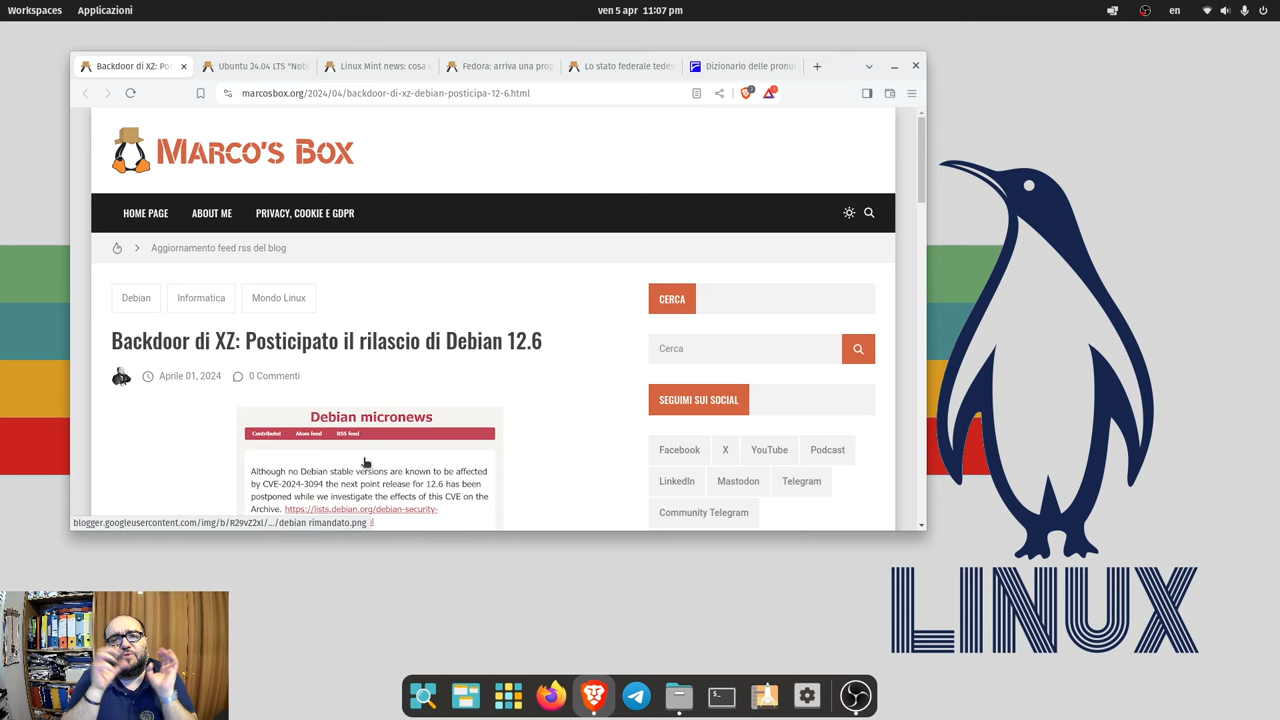 Workspaces Applicazioni ven 5 apr 11:07 pm en
Backdoor di XZ: Pos Ubuntu 24.04 LTS "Nobl Linux Mint news: cosa c Fedora: arriva una prop Lo stato federale tedes Dizionario delle pronun
marcosbox.org/2024/04/backdoor-di-xz-debian-posticipa-12-6.html
MARCO'S BOX
HOME PAGE ABOUT ME PRIVACY, COOKIE E GDPR
Aggiornamento feed rss del blog
Debian Informatica Mondo Linux
Backdoor di XZ: Posticipato il rilascio di Debian 12.6
Aprile 01, 2024 0 Commenti
Debian micronews
Contribute! Atom feed RSS feed
Although no Debian stable versions are known to be affected
by CVE-2024-3094 the next point release for 12.6 has been
postponed while we investigate the effects of this CVE on the
Archive. https://lists.debian.org/debian-security-
CERCA
Cerca
SEGUIMI SUI SOCIAL
Facebook X YouTube Podcast
LinkedIn Mastodon Telegram
Community Telegram
blogger.googleusercontent.com/img/b/R29vZ2xl/.../debian rimandato.png
LINUX